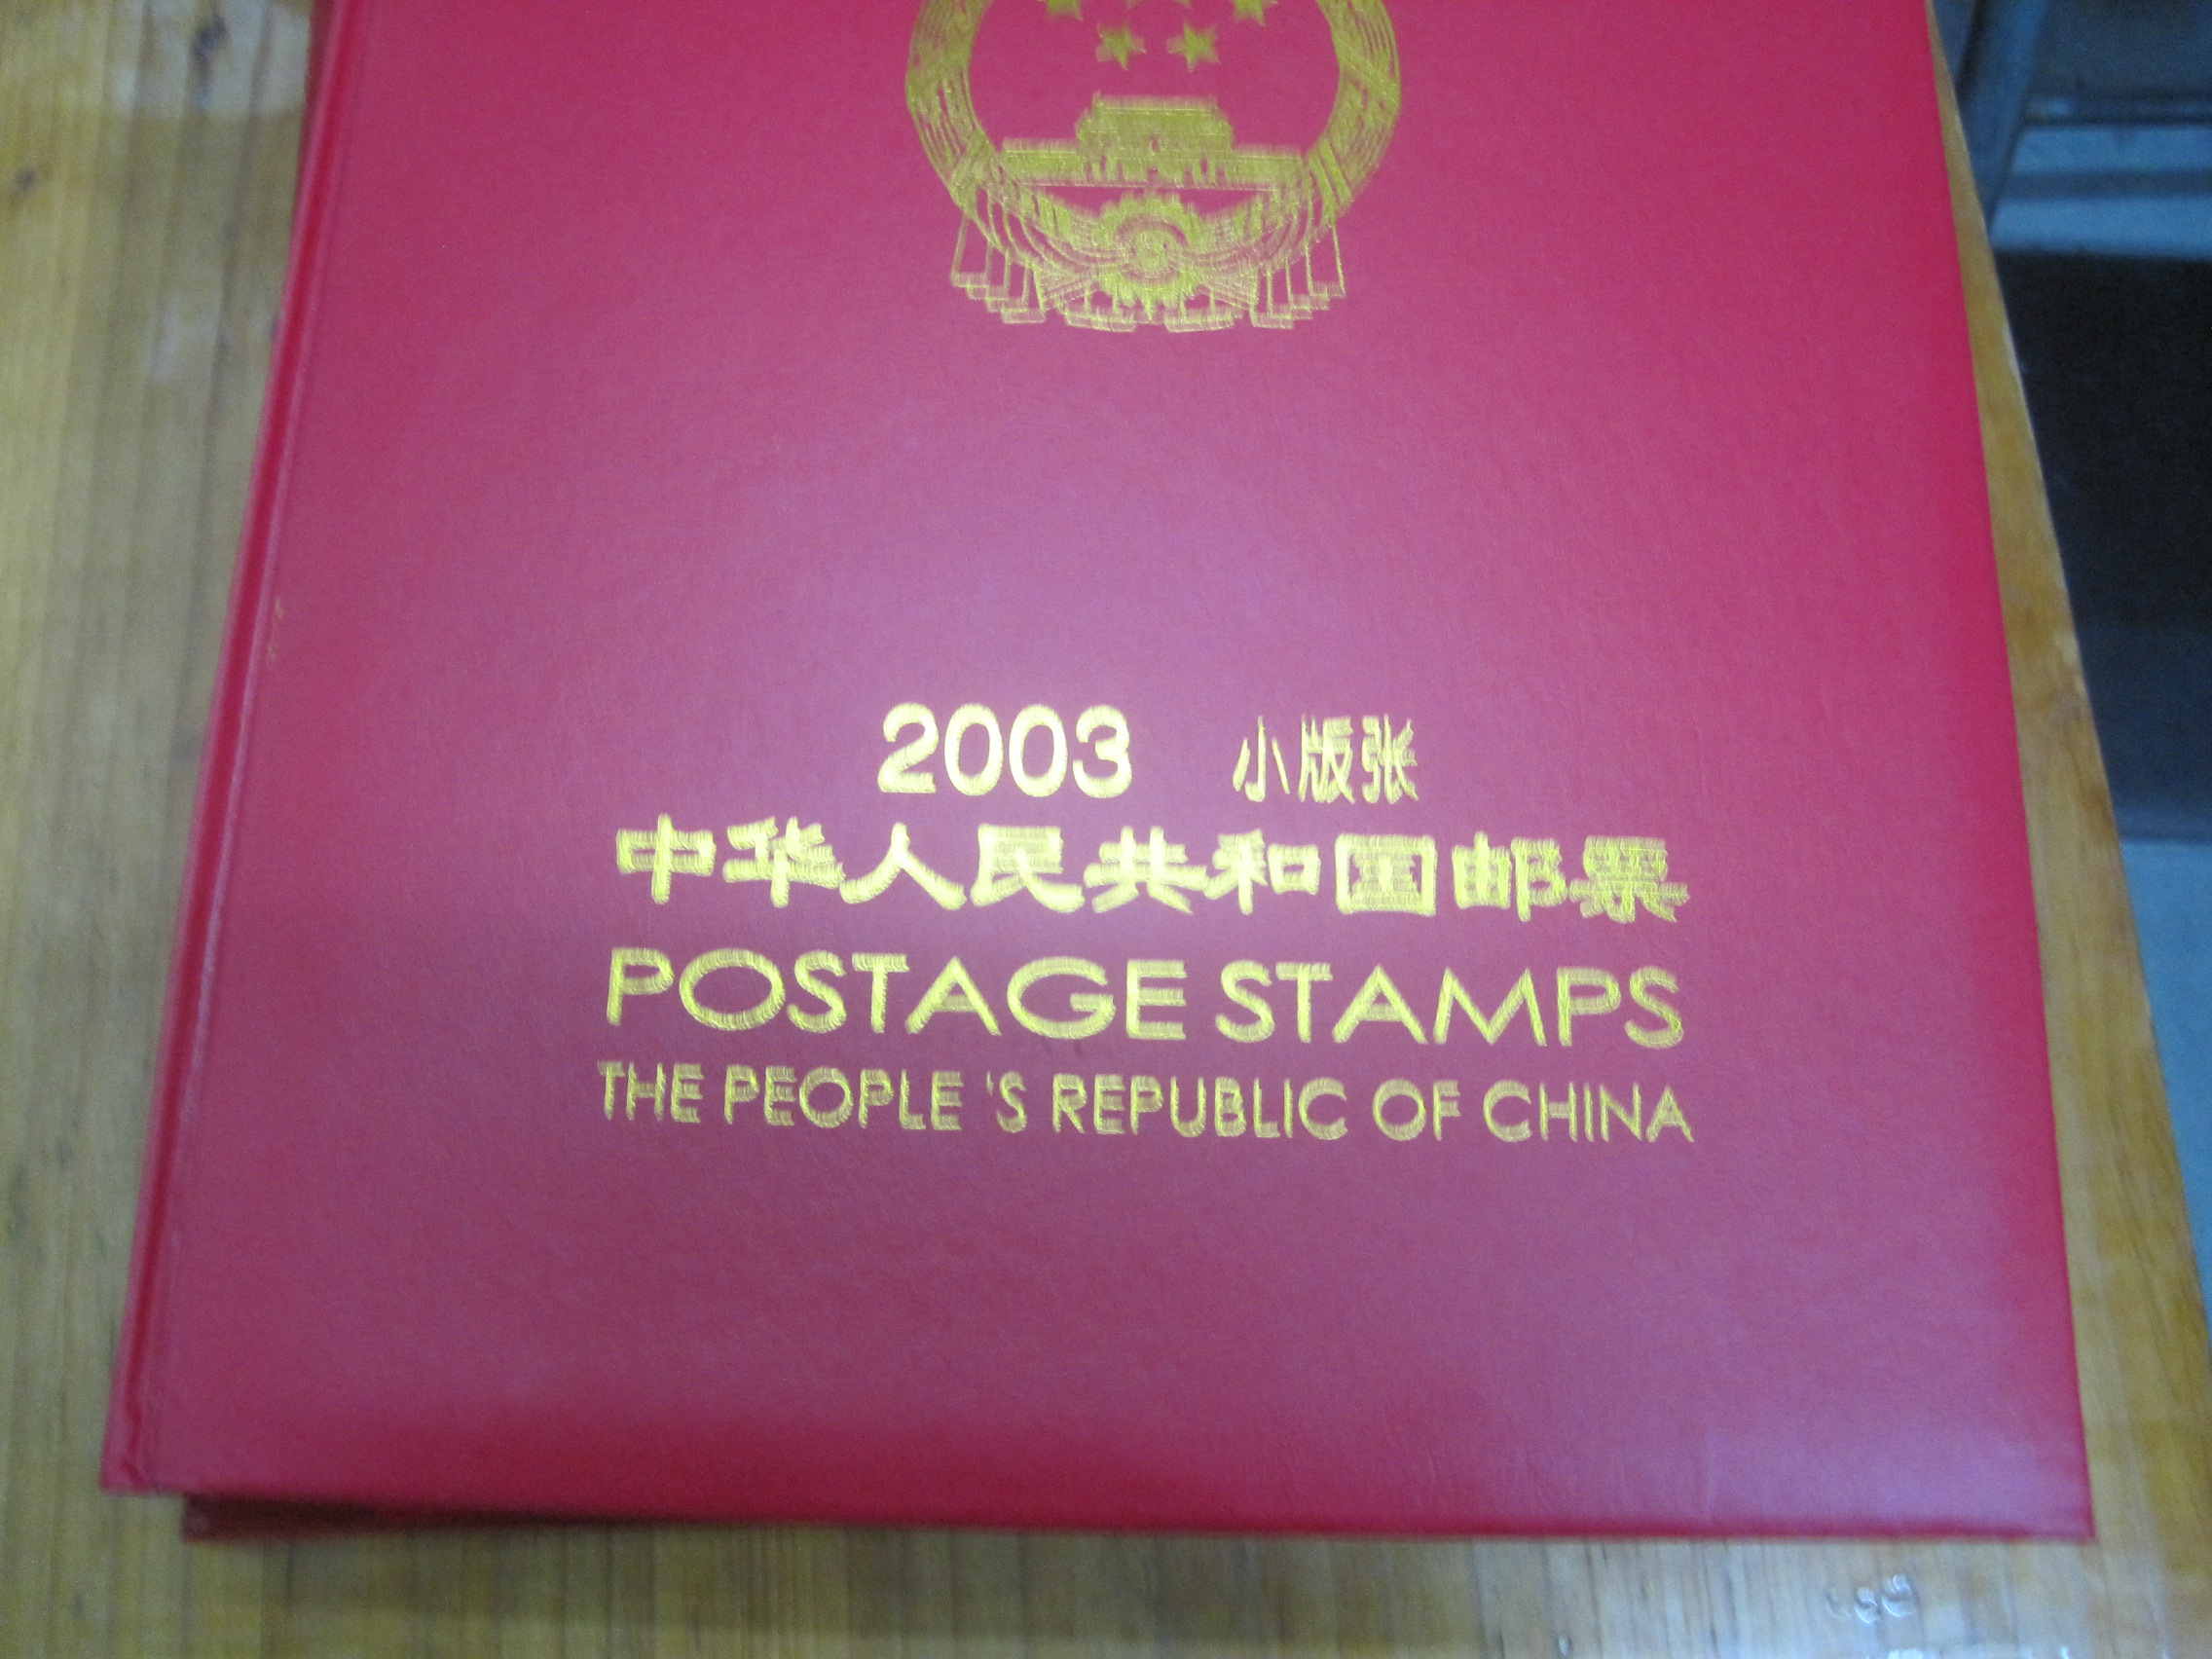 2003 小版张
中华人民共和国邮票
POSTAGE STAMPS
THE PEOPLE 'S REPUBLIC OF CHINA